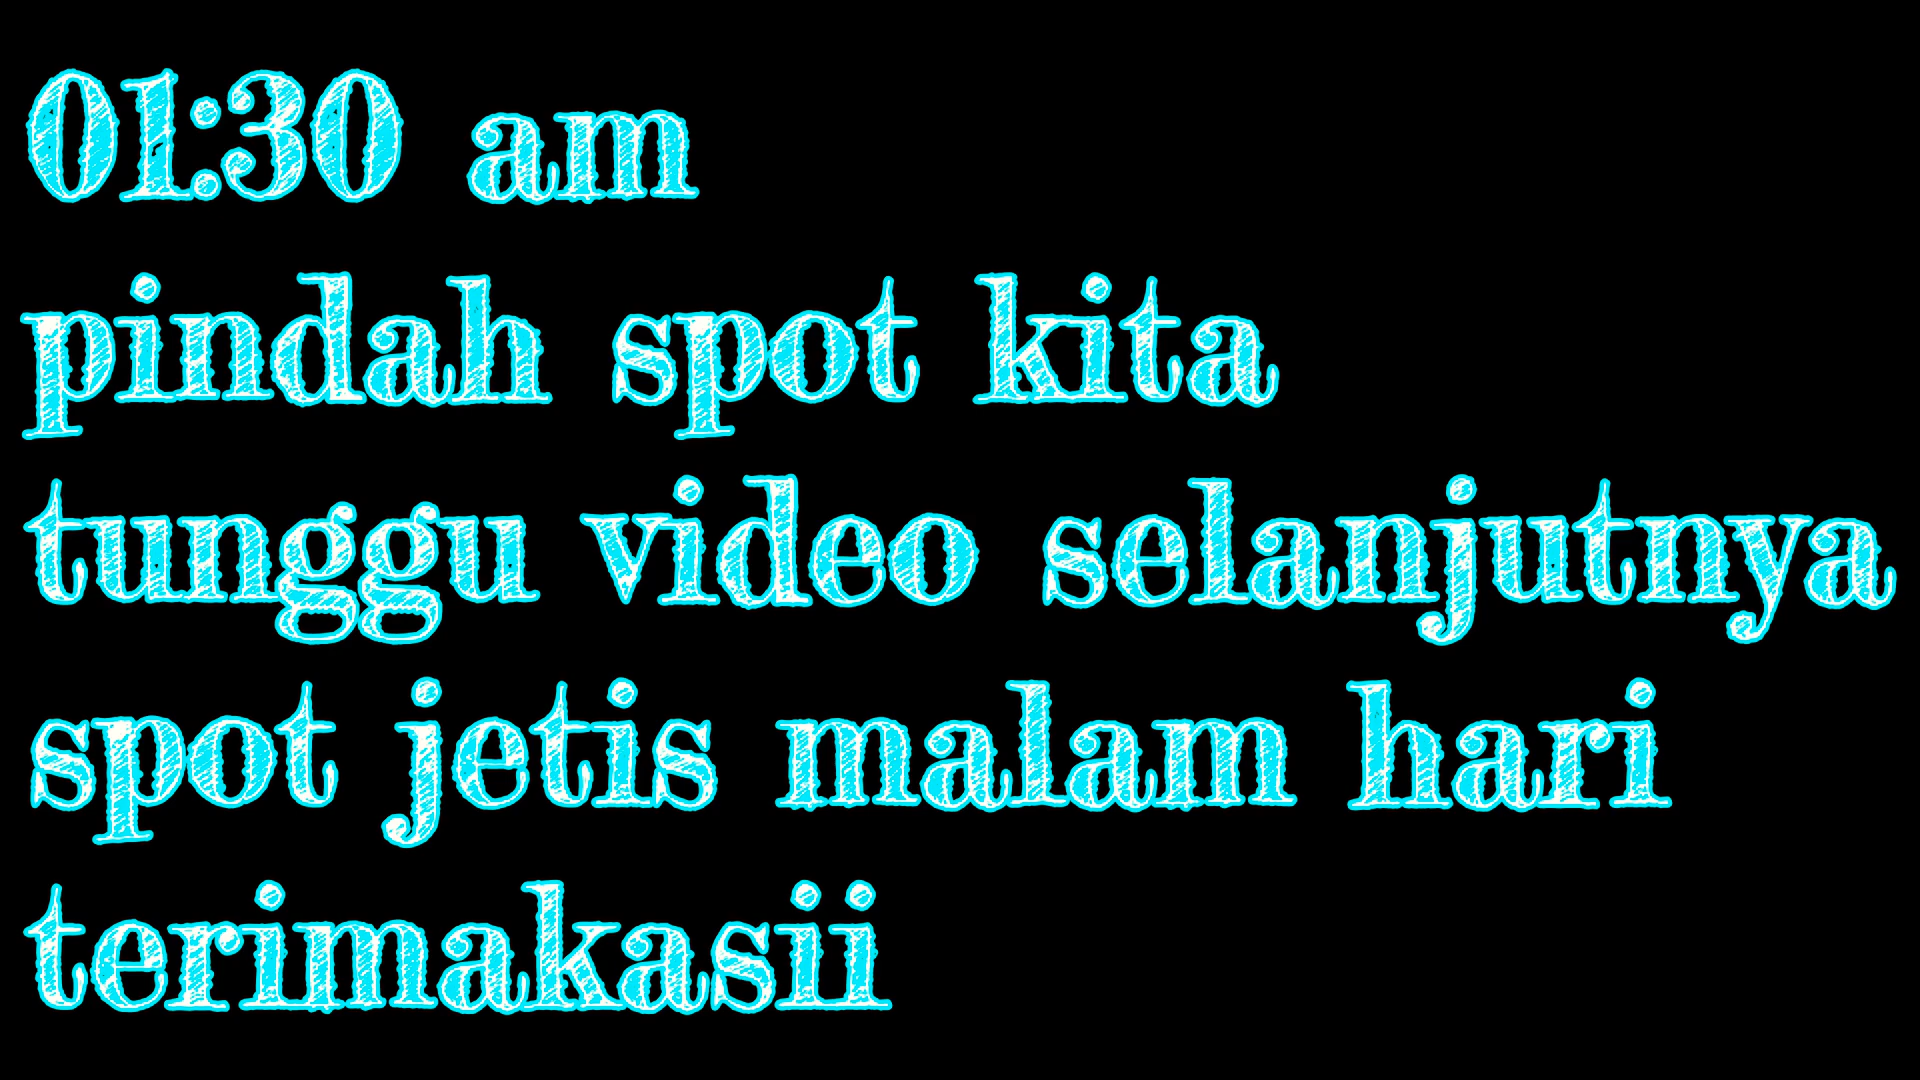 01:30 am
pindah spot kita
tunggu video selanjutnya
spot jetis malam hari
terimakasii